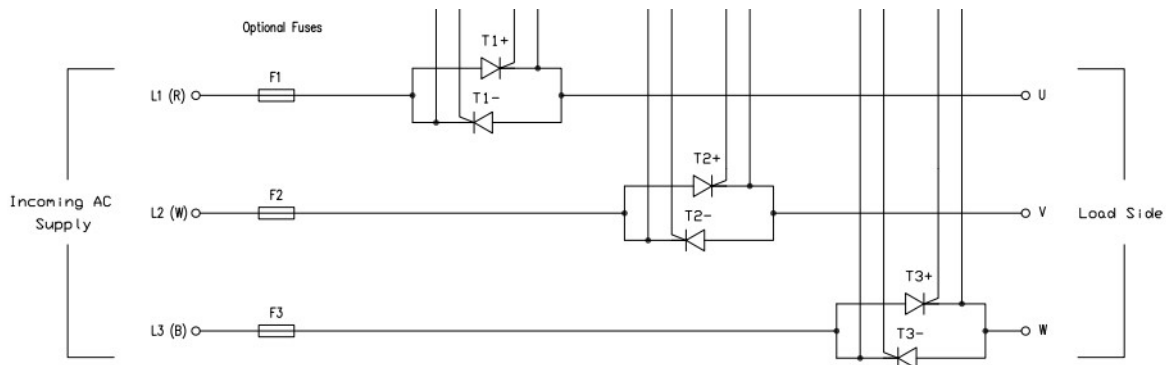 Optional Fuses
T1+
F1
L1 (R)
T1-
U
T2+
Incoming AC
Supply
F2
L2 (W)
T2-
V
Load Side
T3+
F3
L3 (B)
T3-
W